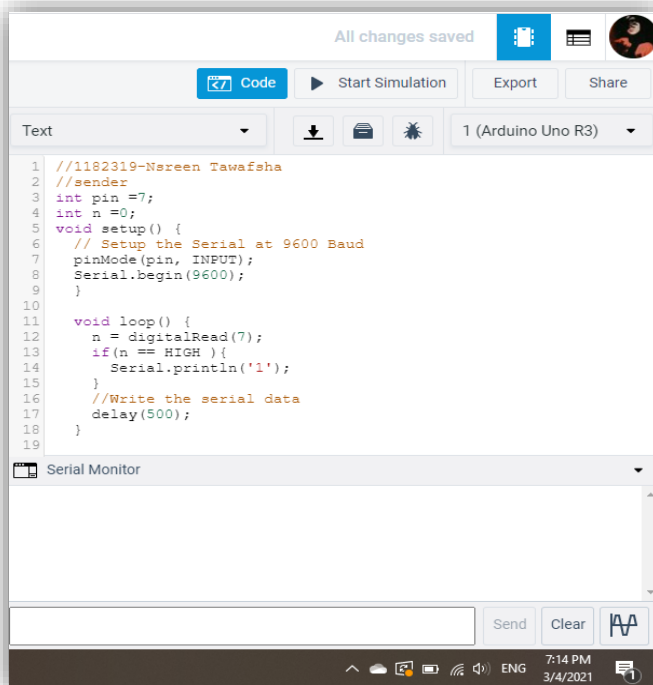 All changes saved
Code Start Simulation Export Share
Text 1 (Arduino Uno R3)
1 //1182319-Nsreen Tawafsha
2 //sender
3 int pin =7;
4 int n =0;
5 void setup() {
6 // Setup the Serial at 9600 Baud
7 pinMode(pin, INPUT);
8 Serial.begin(9600);
9 }
10
11 void loop() {
12 n = digitalRead(7);
13 if(n == HIGH ){
14 Serial.println('1');
15 }
16 //Write the serial data
17 delay(500);
18 }
19
Serial Monitor
Send Clear
ENG 7:14 PM
3/4/2021 1